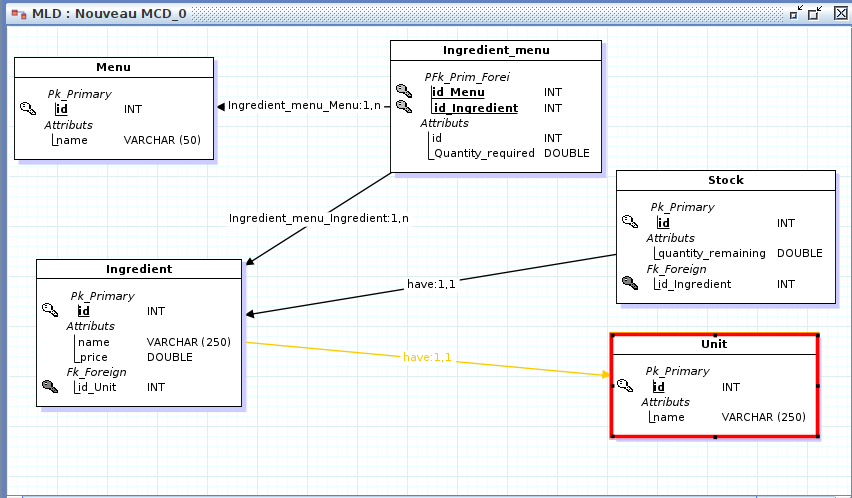 MLD : Nouveau MCD_0
Menu
Pk_Primary
id INT
Attributs
name VARCHAR (50)
Ingredient_menu_Menu:1,n
Ingredient_menu
PFk_Prim_Forei
id_Menu INT
id_Ingredient INT
Attributs
id INT
Quantity_required DOUBLE
Ingredient_menu_Ingredient:1,n
Stock
Pk_Primary
id INT
Attributs
quantity_remaining DOUBLE
Fk_Foreign
id_Ingredient INT
have:1,1
Ingredient
Pk_Primary
id INT
Attributs
name VARCHAR (250)
price DOUBLE
Fk_Foreign
id_Unit INT
have:1,1
Unit
Pk_Primary
id INT
Attributs
name VARCHAR (250)